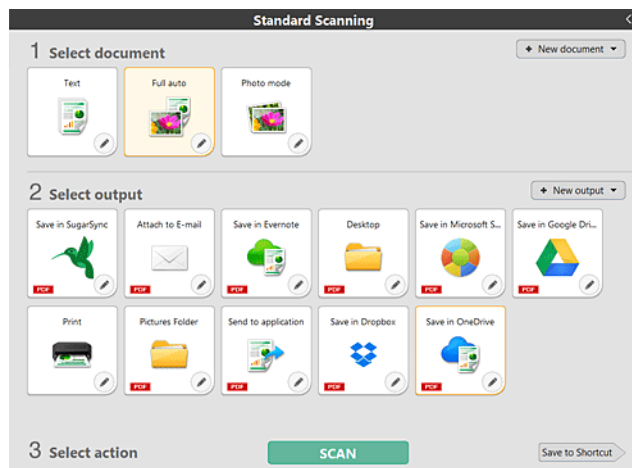 Standard Scanning
1 Select document
+ New document
Text
Full auto
Photo mode
2 Select output
+ New output
Save in SugarSync
Attach to E-mail
Save in Evernote
Desktop
Save in Microsoft S...
Save in Google Dri...
PDF
PDF
PDF
PDF
PDF
PDF
Print
Pictures Folder
Send to application
Save in Dropbox
Save in OneDrive
PDF
PDF
PDF
PDF
3 Select action
SCAN
Save to Shortcut